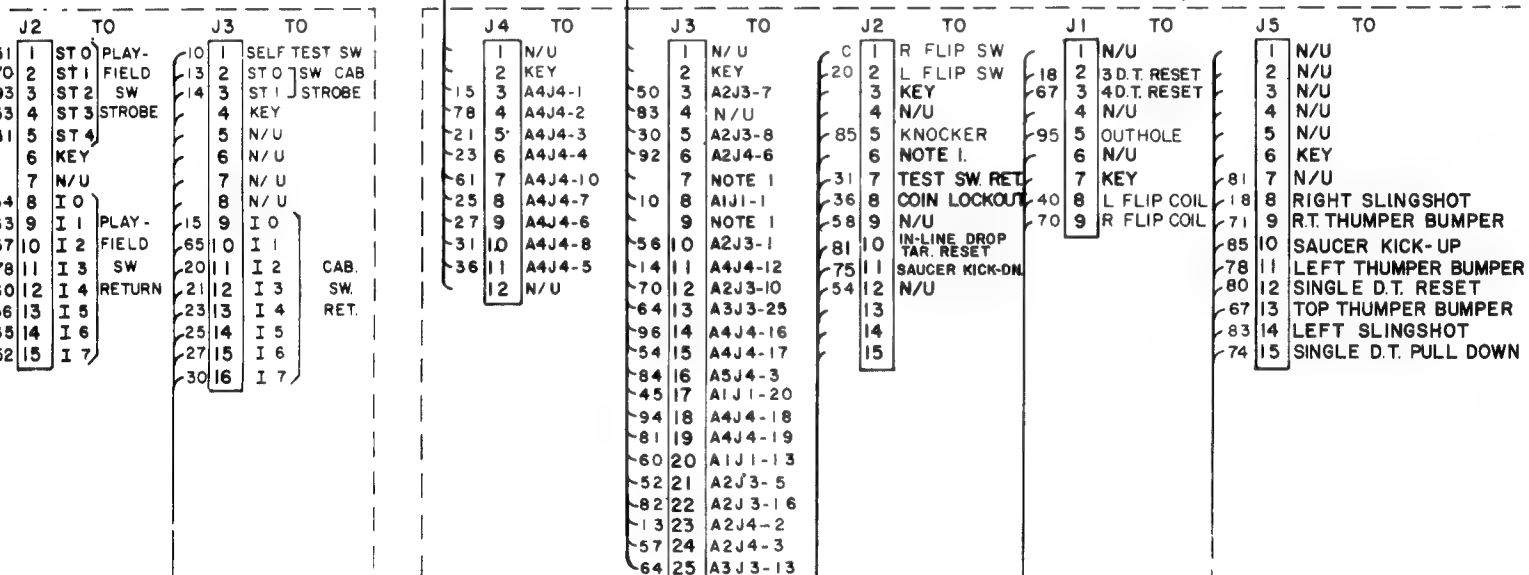 J2 TO
1 ST 0 PLAY-
70 2 ST 1 FIELD
93 3 ST 2 SW
4 ST 3 STROBE
5 ST 4
6 KEY
7 N/U
8 I 0
9 I 1 PLAY-
10 I 2 FIELD
11 I 3 SW
12 I 4 RETURN
13 I 5
14 I 6
15 I 7
J3 TO
10 1 SELF TEST SW
13 2 ST 0 SW CAB
14 3 ST 1 STROBE
4 KEY
5 N/U
6 N/U
7 N/U
8 N/U
15 9 I 0
65 10 I 1
20 11 I 2 CAB.
21 12 I 3 SW.
23 13 I 4 RET.
25 14 I 5
27 15 I 6
30 16 I 7
J4 TO
1 N/U
2 KEY
15 3 A4J4-1
78 4 A4J4-2
21 5 A4J4-3
23 6 A4J4-4
61 7 A4J4-10
25 8 A4J4-7
27 9 A4J4-6
31 10 A4J4-8
36 11 A4J4-5
12 N/U
J3 TO
1 N/U
2 KEY
50 3 A2J3-7
83 4 N/U
30 5 A2J3-8
92 6 A2J4-6
7 NOTE 1
10 8 A1J1-1
9 NOTE 1
56 10 A2J3-1
14 11 A4J4-12
70 12 A2J3-10
64 13 A3J3-25
96 14 A4J4-16
54 15 A4J4-17
84 16 A5J4-3
45 17 A1J1-20
94 18 A4J4-18
81 19 A4J4-19
60 20 A1J1-13
52 21 A2J3-5
82 22 A2J3-16
13 23 A2J4-2
57 24 A2J4-3
64 25 A3J3-13
J2 TO
C 1 R FLIP SW
20 2 L FLIP SW
3 KEY
4 N/U
85 5 KNOCKER
6 NOTE 1.
31 7 TEST SW. RET.
36 8 COIN LOCKOUT
58 9 N/U
81 10 IN-LINE DROP
TAR. RESET
75 11 SAUCER KICK-DN.
54 12 N/U
13
14
15
J1 TO
1 N/U
18 2 3 D.T. RESET
67 3 4 D.T. RESET
4 N/U
95 5 OUTHOLE
6 N/U
7 KEY
40 8 L FLIP COIL
70 9 R FLIP COIL
J5 TO
1 N/U
2 N/U
3 N/U
4 N/U
5 N/U
6 KEY
81 7 N/U
18 8 RIGHT SLINGSHOT
71 9 R.T. THUMPER BUMPER
85 10 SAUCER KICK-UP
78 11 LEFT THUMPER BUMPER
80 12 SINGLE D.T. RESET
67 13 TOP THUMPER BUMPER
83 14 LEFT SLINGSHOT
74 15 SINGLE D.T. PULL DOWN